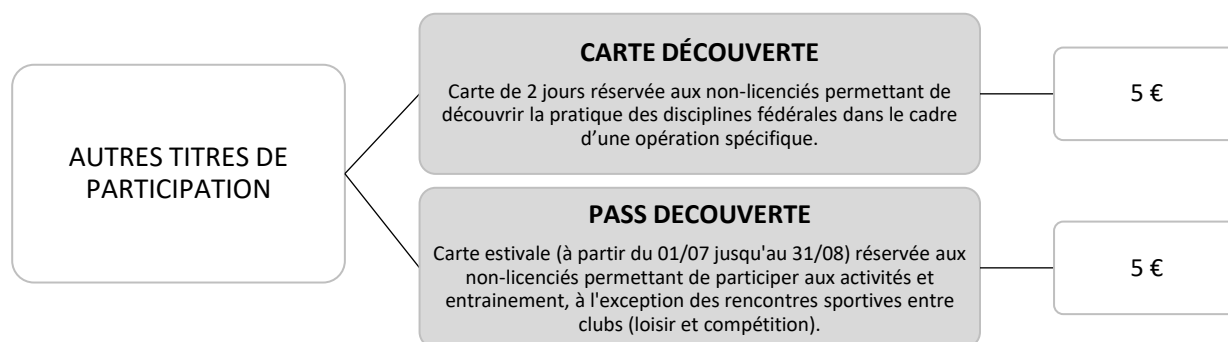 AUTRES TITRES DE
PARTICIPATION
CARTE DÉCOUVERTE
Carte de 2 jours réservée aux non-licenciés permettant de
découvrir la pratique des disciplines fédérales dans le cadre
d’une opération spécifique.
5 €
PASS DECOUVERTE
Carte estivale (à partir du 01/07 jusqu'au 31/08) réservée aux
non-licenciés permettant de participer aux activités et
entrainement, à l'exception des rencontres sportives entre
clubs (loisir et compétition).
5 €